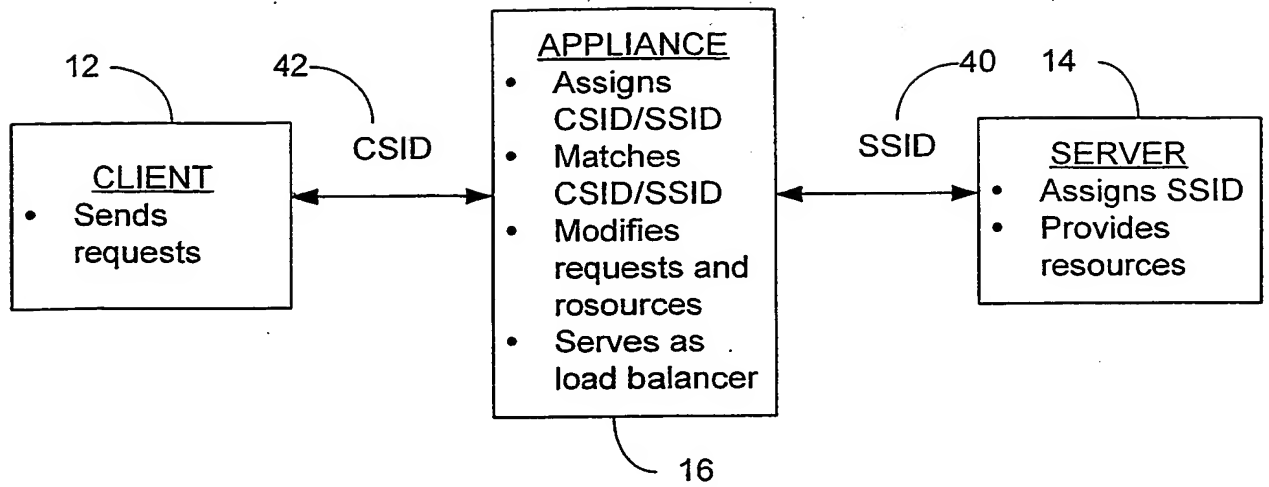 12
42
CLIENT
• Sends
requests
CSID
APPLIANCE
• Assigns
CSID/SSID
• Matches
CSID/SSID
• Modifies
requests and
rosources
• Serves as
load balancer
16
40
14
SSID
SERVER
• Assigns SSID
• Provides
resources